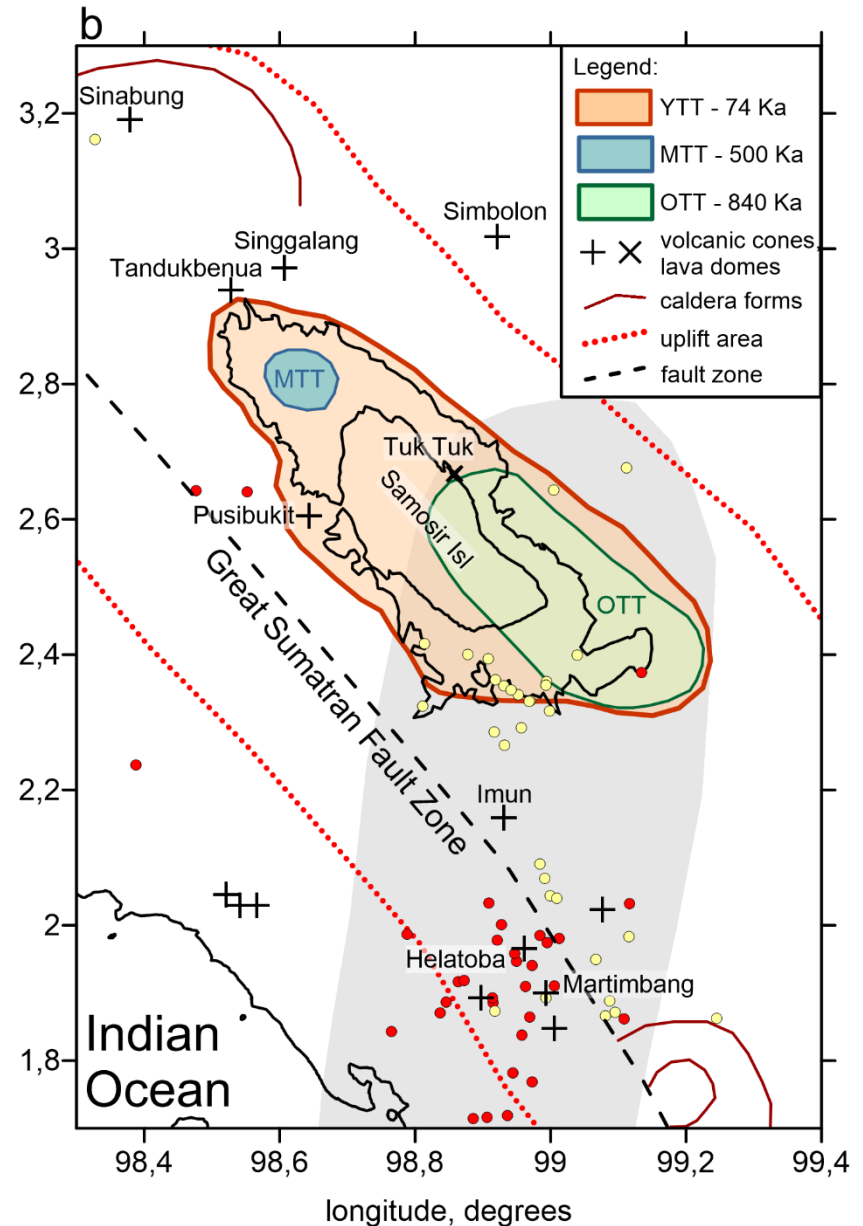 b
Legend:
YTT - 74 Ka
MTT - 500 Ka
OTT - 840 Ka
volcanic cones,
lava domes
caldera forms
uplift area
fault zone
3,2
3
2,8
2,6
2,4
2,2
2
1,8
Sinabung
Simbolon
Singgalang
Tandukbenua
MTT
Tuk Tuk
Samosir Isl
Pusibukit
OTT
Great Sumatran Fault Zone
Imun
Helatoba
Martimbang
Indian
Ocean
98,4
98,6
98,8
99
99,2
99,4
longitude, degrees